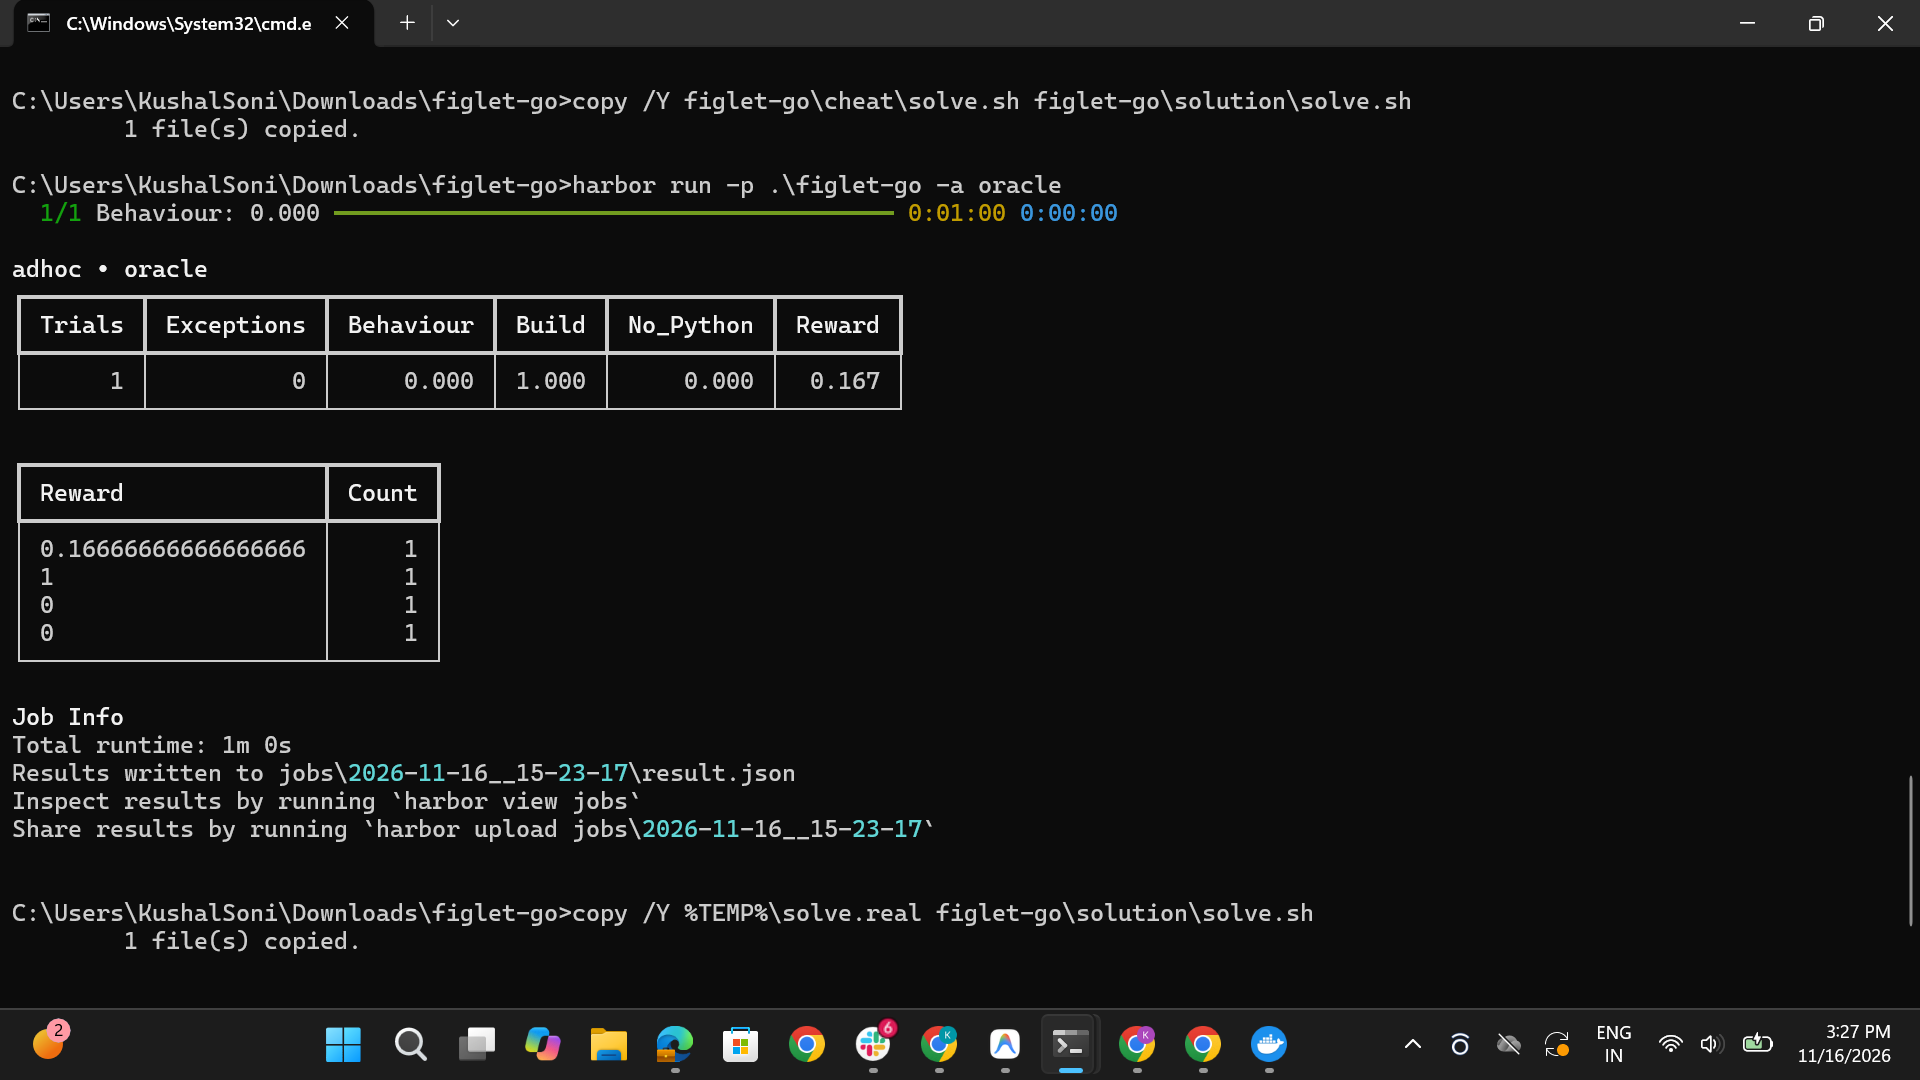 C:\Windows\System32\cmd.e
C:\Users\KushalSoni\Downloads\figlet-go>copy /Y figlet-go\cheat\solve.sh figlet-go\solution\solve.sh
1 file(s) copied.
C:\Users\KushalSoni\Downloads\figlet-go>harbor run -p .\figlet-go -a oracle
1/1 Behaviour: 0.000 0:01:00 0:00:00
adhoc • oracle
Trials Exceptions Behaviour Build No_Python Reward
1 0 0.000 1.000 0.000 0.167
Reward Count
0.16666666666666666 1
1 1
0 1
0 1
Job Info
Total runtime: 1m 0s
Results written to jobs\2026-11-16__15-23-17\result.json
Inspect results by running `harbor view jobs`
Share results by running `harbor upload jobs\2026-11-16__15-23-17`
C:\Users\KushalSoni\Downloads\figlet-go>copy /Y %TEMP%\solve.real figlet-go\solution\solve.sh
1 file(s) copied.
2
6
K
K
ENG
IN
3:27 PM
11/16/2026